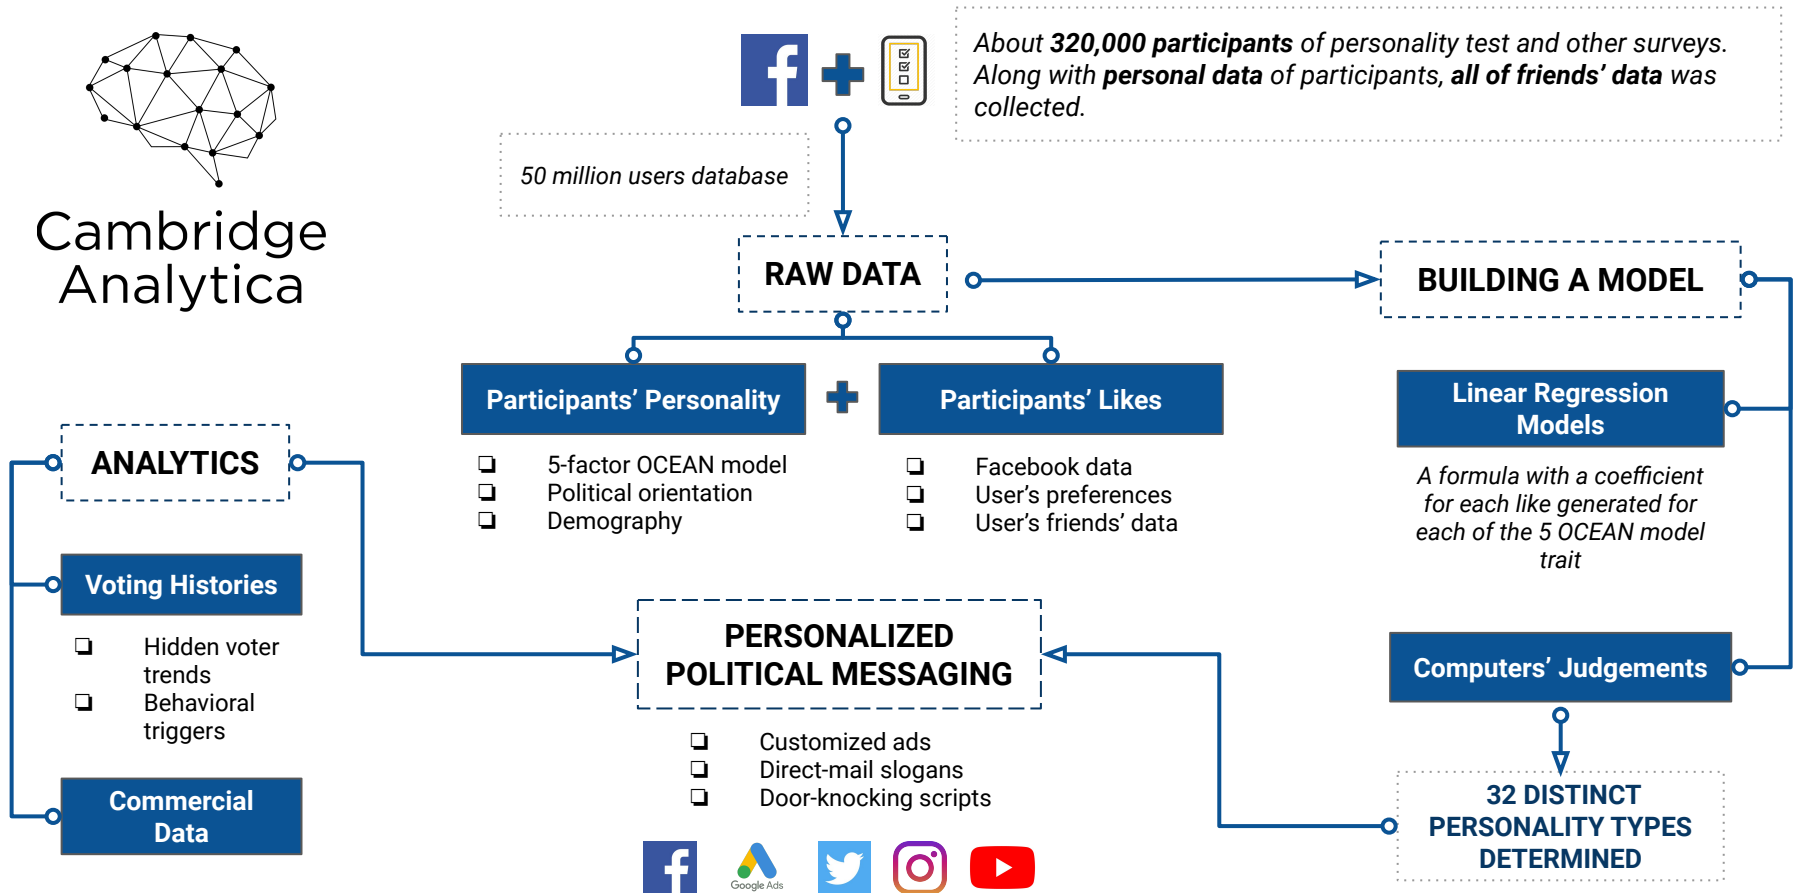 About 320,000 participants of personality test and other surveys.
Along with personal data of participants, all of friends' data was
collected.
50 million users database
Cambridge
Analytica
RAW DATA
BUILDING A MODEL
Participants' Personality
Participants' Likes
Linear Regression
Models
ANALYTICS
5-factor OCEAN model
Political orientation
Demography
Facebook data
User's preferences
User's friends' data
A formula with a coefficient
for each like generated for
each of the 5 OCEAN model
trait
Voting Histories
Hidden voter
trends
Behavioral
triggers
PERSONALIZED
POLITICAL MESSAGING
Computers' Judgements
Customized ads
Direct-mail slogans
Door-knocking scripts
Commercial
Data
32 DISTINCT
PERSONALITY TYPES
DETERMINED
Google Ads